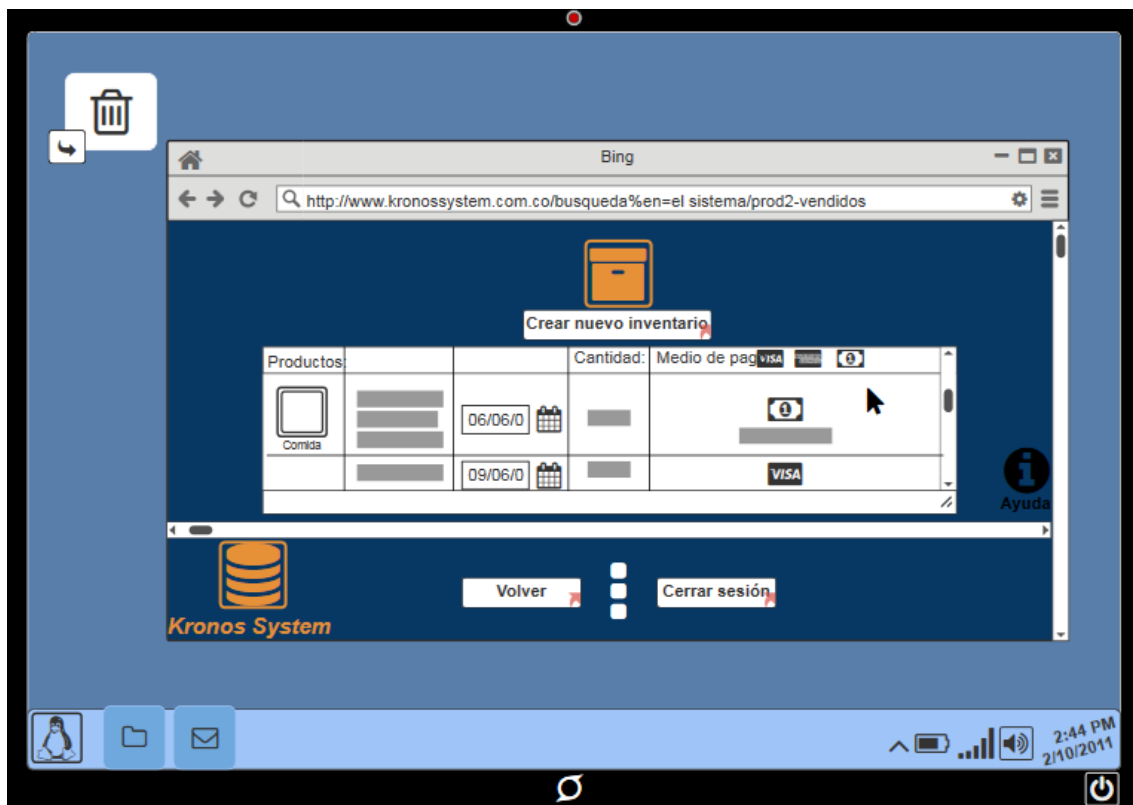 Bing
http://www.kronossystem.com.co/busqueda%en=el sistema/prod2-vendidos
Crear nuevo inventario
Productos: Cantidad: Medio de pag VISA
06/06/0
Comida
09/06/0 VISA
Ayuda
Volver Cerrar sesión
Kronos System
2:44 PM
2/10/2011